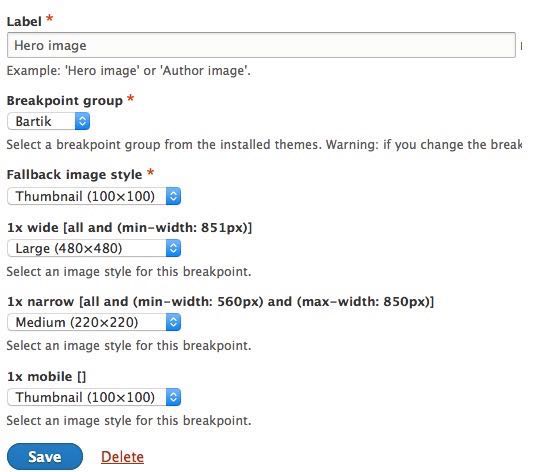 Label *
Hero image
Example: 'Hero image' or 'Author image'.
Breakpoint group *
Bartik
Select a breakpoint group from the installed themes. Warning: if you change the break
Fallback image style *
Thumbnail (100×100)
1x wide [all and (min-width: 851px)]
Large (480×480)
Select an image style for this breakpoint.
1x narrow [all and (min-width: 560px) and (max-width: 850px)]
Medium (220×220)
Select an image style for this breakpoint.
1x mobile []
Thumbnail (100×100)
Select an image style for this breakpoint.
Save Delete